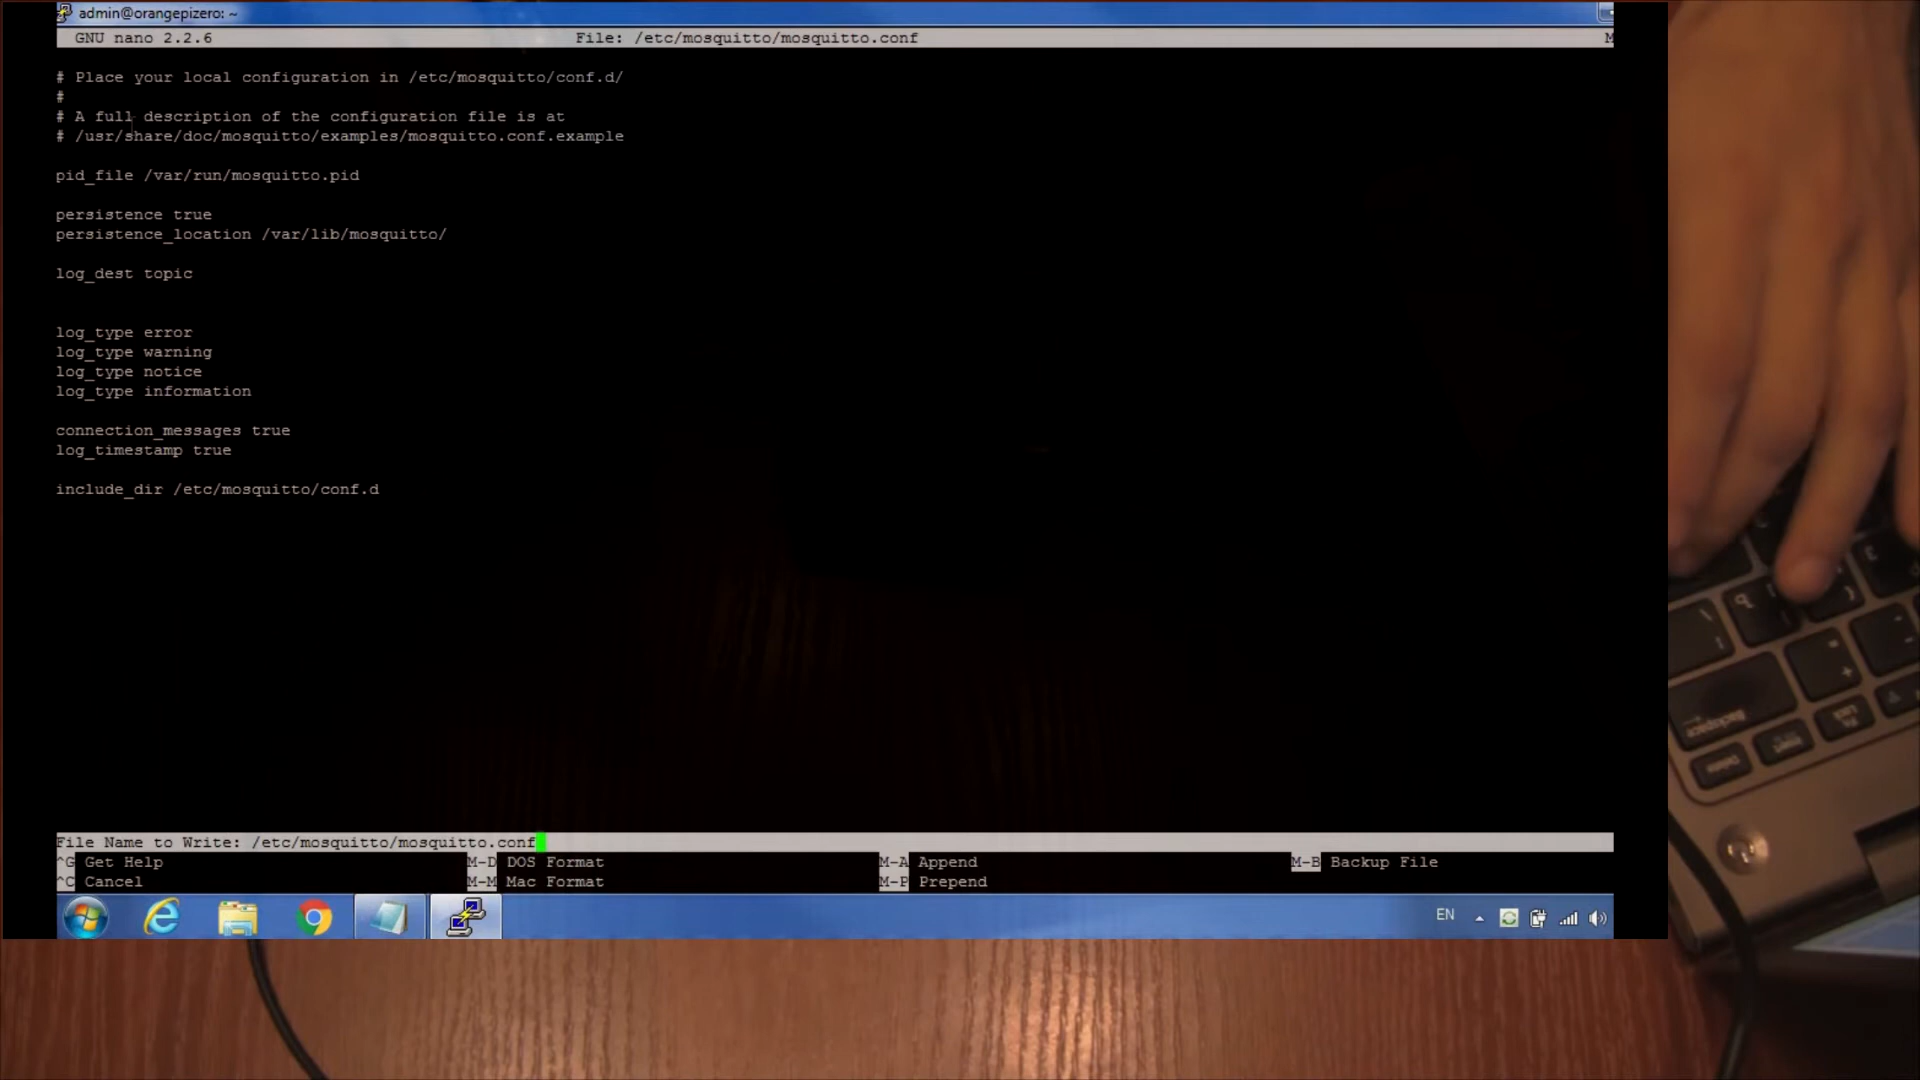 admin@orangepizero: ~
GNU nano 2.2.6 File: /etc/mosquitto/mosquitto.conf M
# Place your local configuration in /etc/mosquitto/conf.d/
#
# A full description of the configuration file is at
# /usr/share/doc/mosquitto/examples/mosquitto.conf.example
pid_file /var/run/mosquitto.pid
persistence true
persistence_location /var/lib/mosquitto/
log_dest topic
log_type error
log_type warning
log_type notice
log_type information
connection_messages true
log_timestamp true
include_dir /etc/mosquitto/conf.d
File Name to Write: /etc/mosquitto/mosquitto.conf
^G Get Help M-D DOS Format M-A Append M-B Backup File
^C Cancel M-M Mac Format M-P Prepend
EN
Backspace
Delete